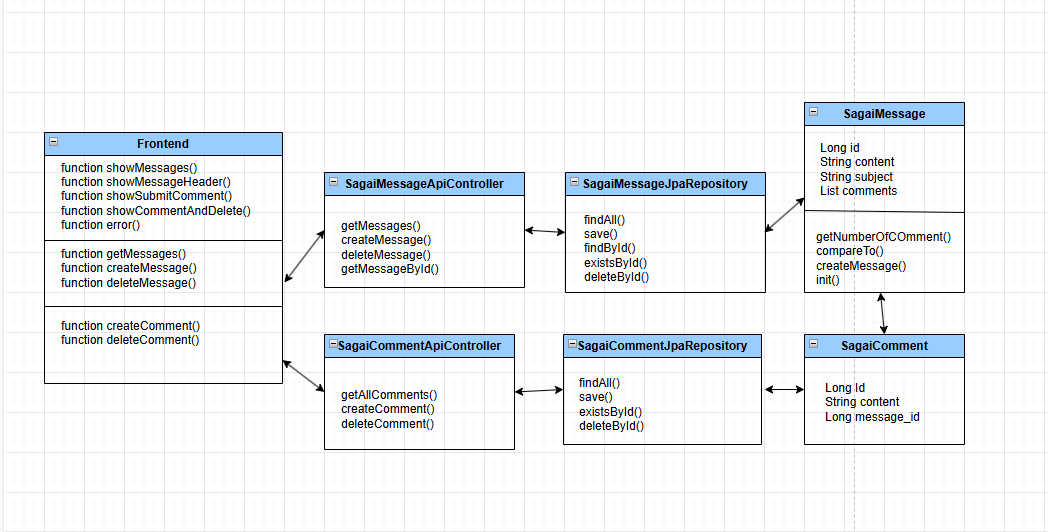 Frontend
function showMessages()
function showMessageHeader()
function showSubmitComment()
function showCommentAndDelete()
function error()
function getMessages()
function createMessage()
function deleteMessage()
function createComment()
function deleteComment()
SagaiMessageApiController
getMessages()
createMessage()
deleteMessage()
getMessageById()
SagaiMessageJpaRepository
findAll()
save()
findById()
existsById()
deleteById()
SagaiMessage
Long id
String content
String subject
List comments
getNumberOfCOmment()
compareTo()
createMessage()
init()
SagaiCommentApiController
getAllComments()
createComment()
deleteComment()
SagaiCommentJpaRepository
findAll()
save()
existsById()
deleteById()
SagaiComment
Long Id
String content
Long message_id